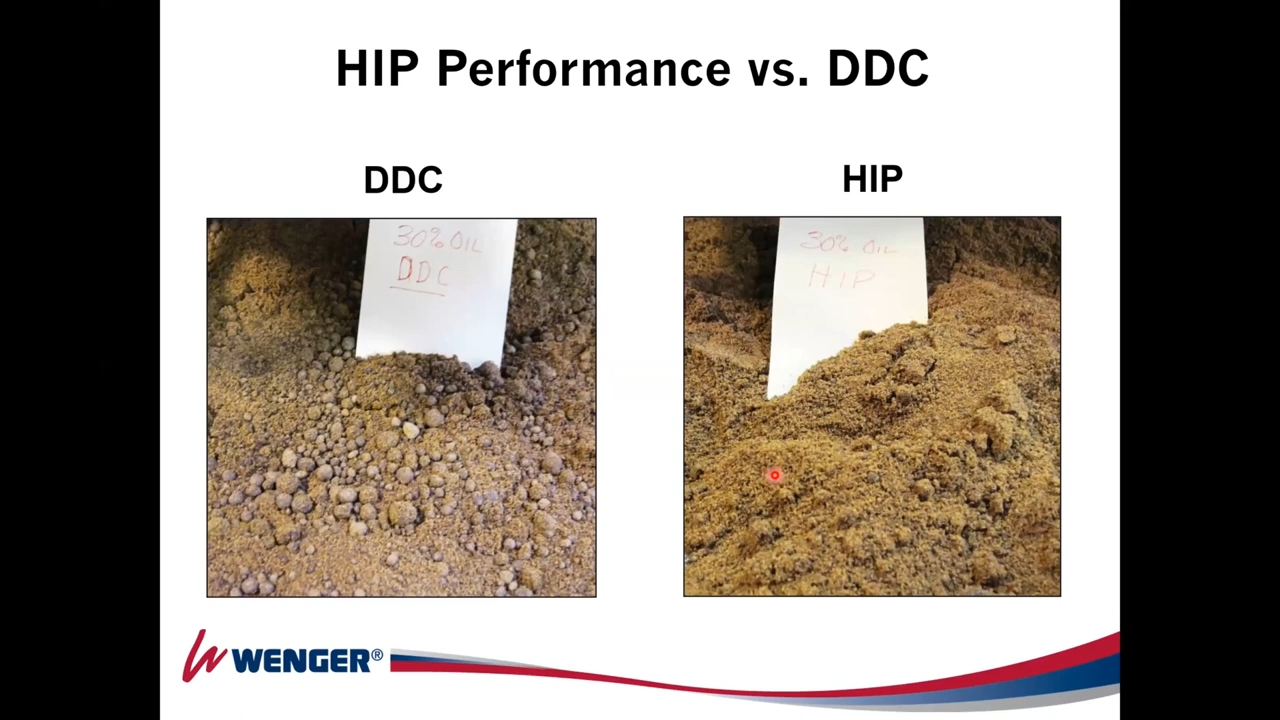 HIP Performance vs. DDC
DDC
HIP
30% OIL
DDC
30% OIL
HIP
WENGER®